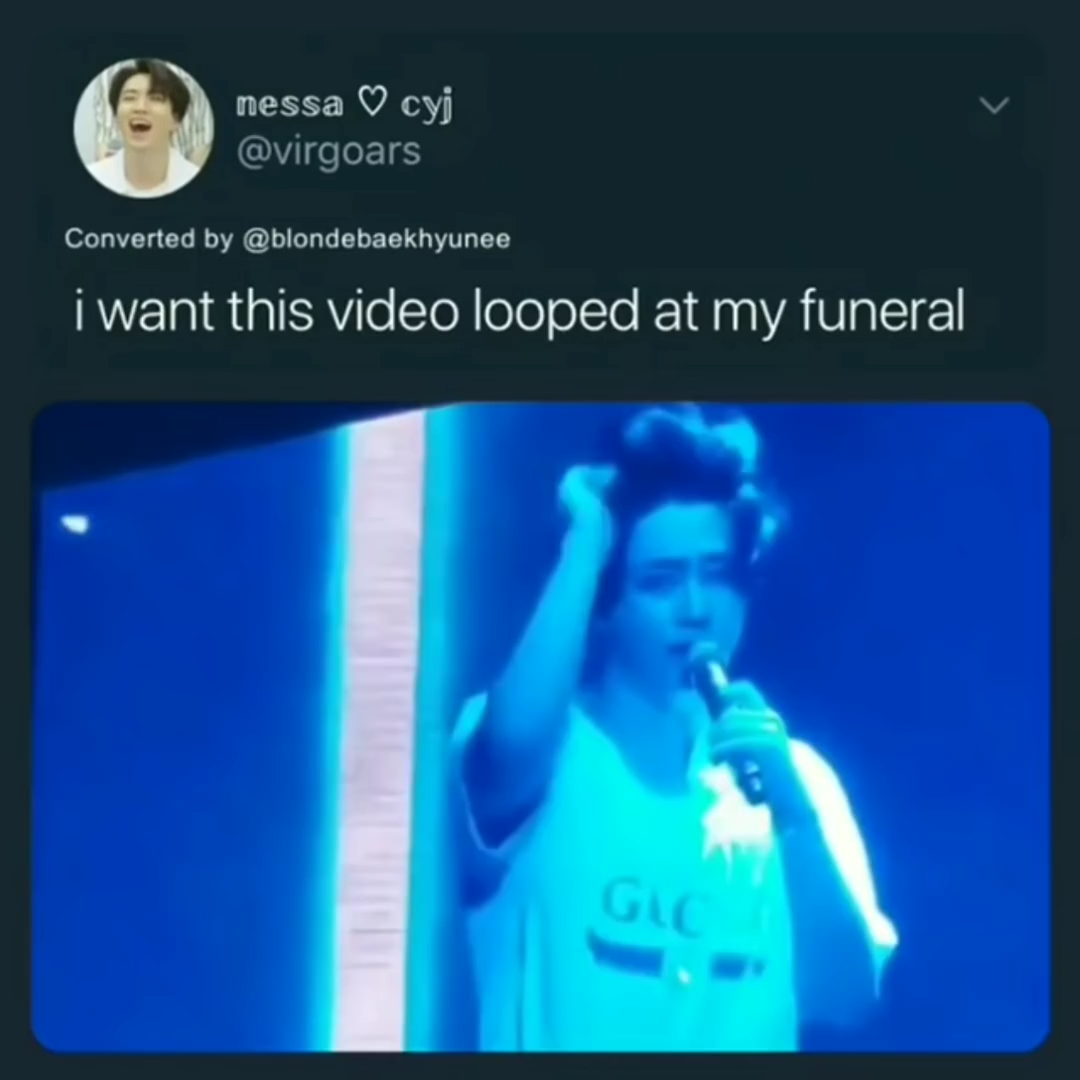 nessa ♡ cyj
@virgoars
Converted by @blondebaekhyunee
i want this video looped at my funeral